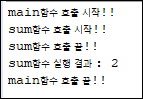 main함수 호출 시작!!
sum함수 호출 시작!!
sum함수 호출 끝!!
sum함수 실행 결과 : 2
main함수 호출 끝!!